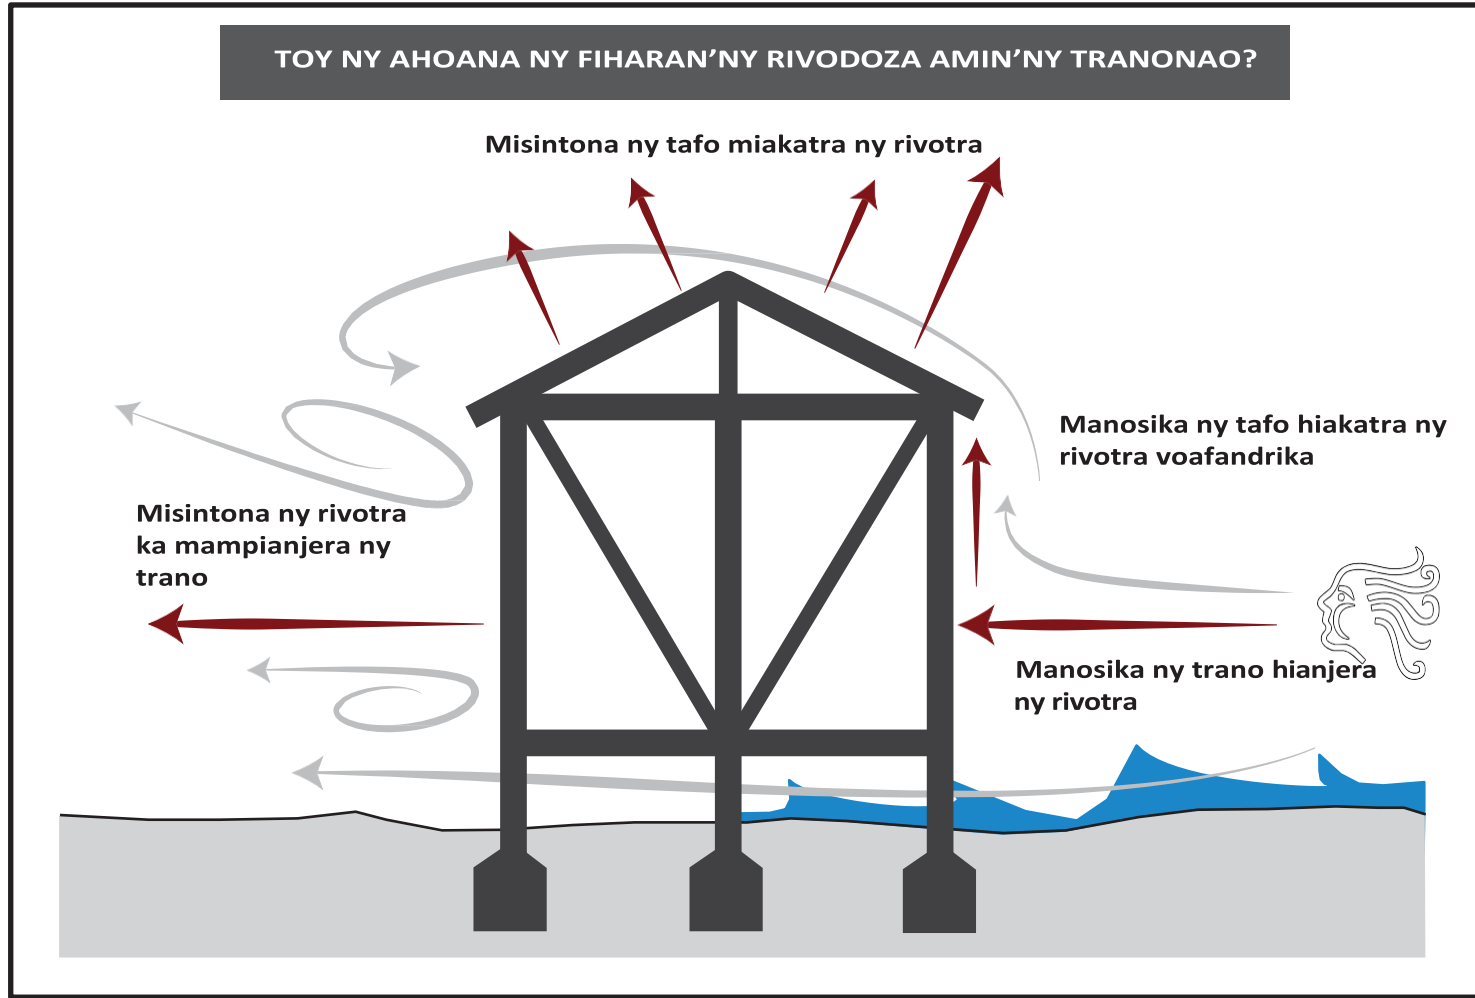 TOY NY AHOANA NY FIHARAN’NY RIVODOZA AMIN’NY TRANONAO?
Misintona ny tafo miakatra ny rivotra
Manosika ny tafo hiakatra ny
rivotra voafandrika
Misintona ny rivotra
ka mampianjera ny
trano
Manosika ny trano hianjera
ny rivotra